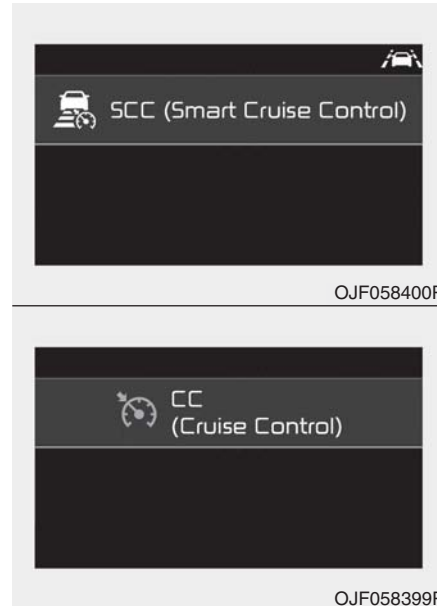 SCC (Smart Cruise Control)
OJF058400F
CC
(Cruise Control)
OJF058399F